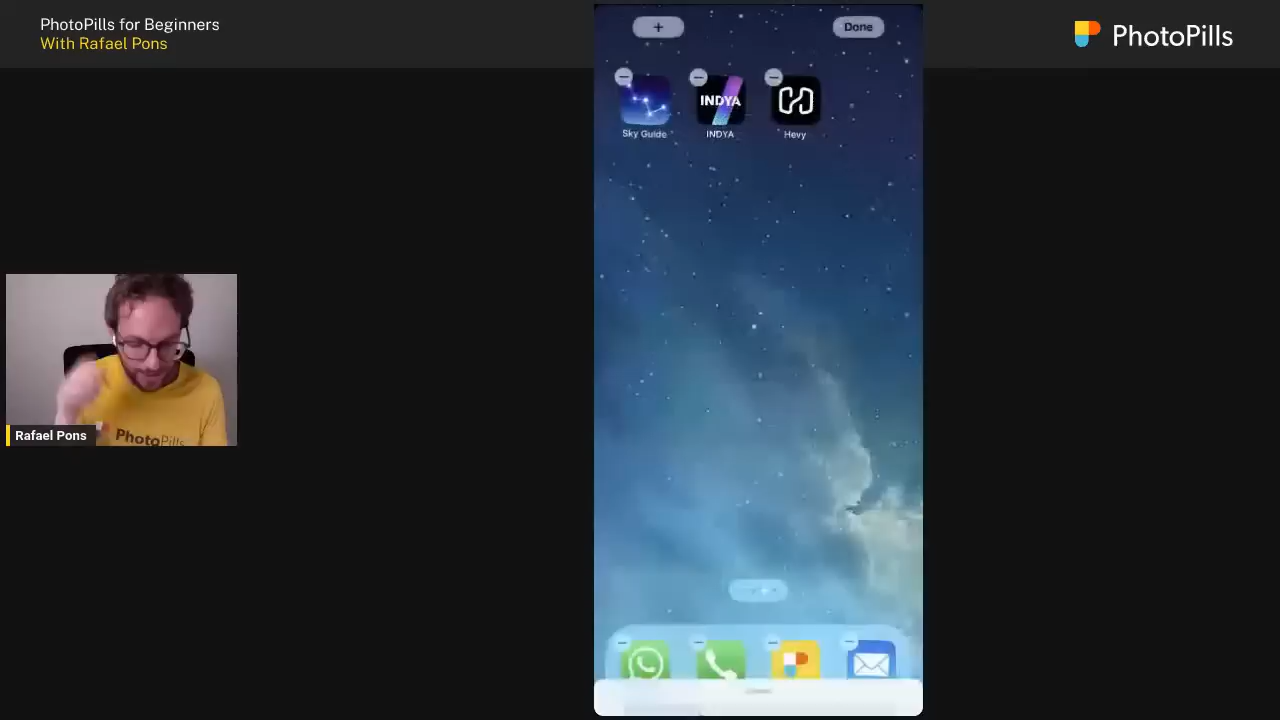 PhotoPills for Beginners
With Rafael Pons
PhotoPills
+
Done
INDYA
Sky Guide
INDYA
Hevy
PhotoPills
Rafael Pons